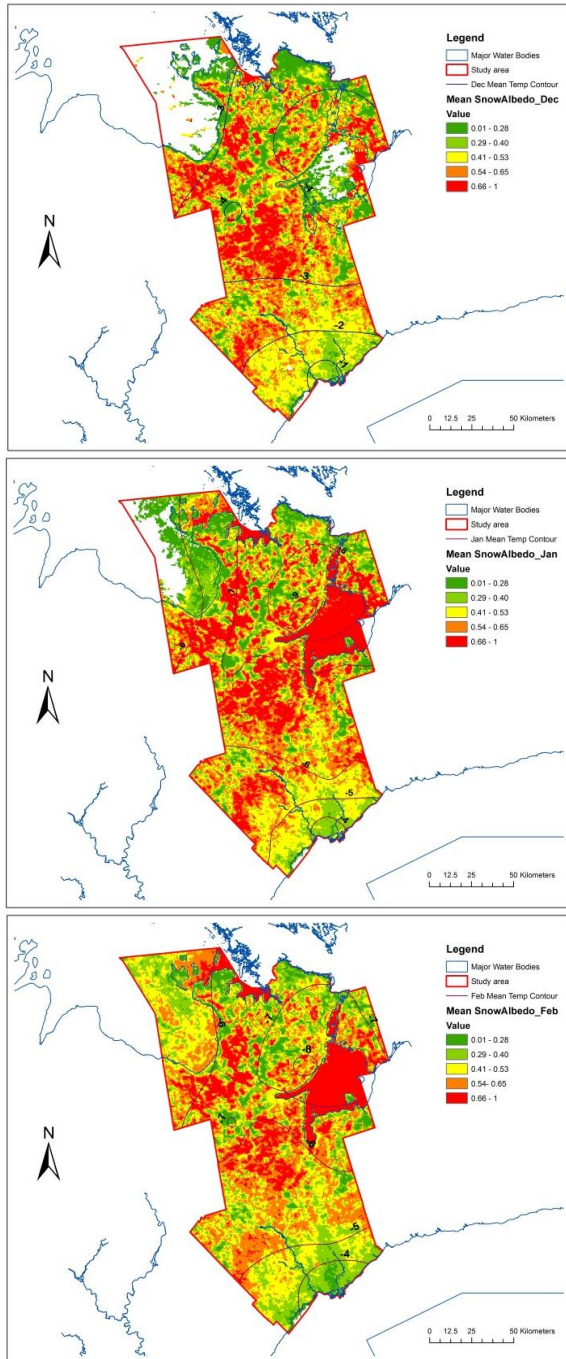 Legend
Major Water Bodies
Study area
Dec Mean Temp Contour
Mean SnowAlbedo_Dec
Value
0.01 - 0.28
0.29 - 0.40
0.41 - 0.53
0.54 - 0.65
0.66 - 1
N
-3
-2
-1
0 12.5 25 50 Kilometers
Legend
Major Water Bodies
Study area
Jan Mean Temp Contour
Mean SnowAlbedo_Jan
Value
0.01 - 0.28
0.29 - 0.40
0.41 - 0.53
0.54 - 0.65
0.66 - 1
N
-6
-5
-4
0 12.5 25 50 Kilometers
Legend
Major Water Bodies
Study area
Feb Mean Temp Contour
Mean SnowAlbedo_Feb
Value
0.01 - 0.28
0.29 - 0.40
0.41 - 0.53
0.54- 0.65
0.66 - 1
-7
-8
N
-5
-4
0 12.5 25 50 Kilometers